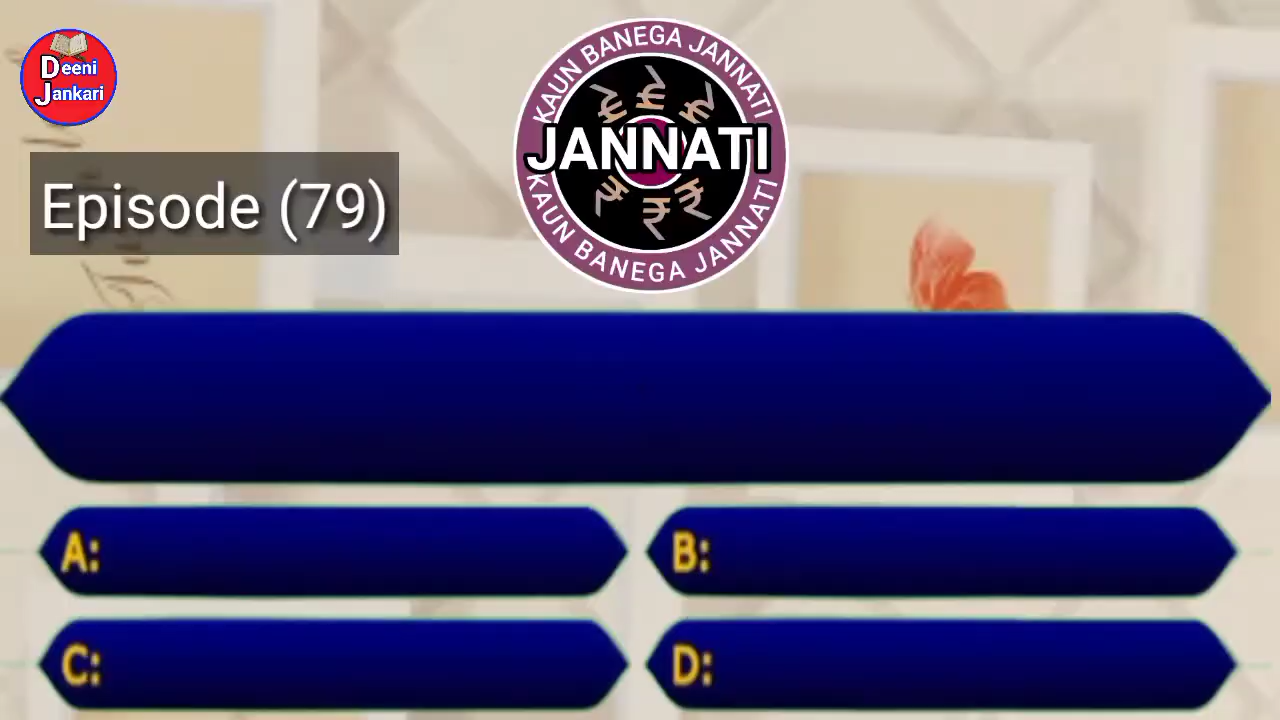 Deeni
Jankari
Episode (79)
KAUN BANEGA JANNATI
JANNATI
KAUN BANEGA JANNATI
A:
B:
C:
D: